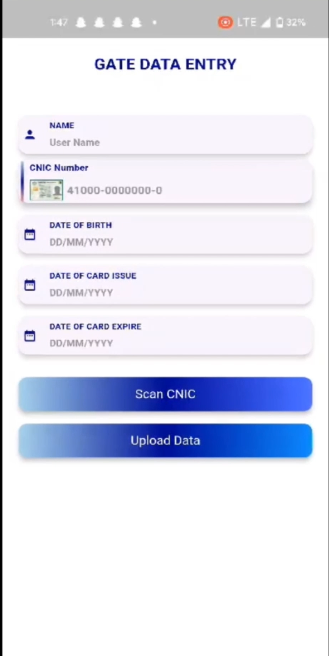 1:47
LTE 32%
GATE DATA ENTRY
NAME
User Name
CNIC Number
41000-0000000-0
DATE OF BIRTH
DD/MM/YYYY
DATE OF CARD ISSUE
DD/MM/YYYY
DATE OF CARD EXPIRE
DD/MM/YYYY
Scan CNIC
Upload Data